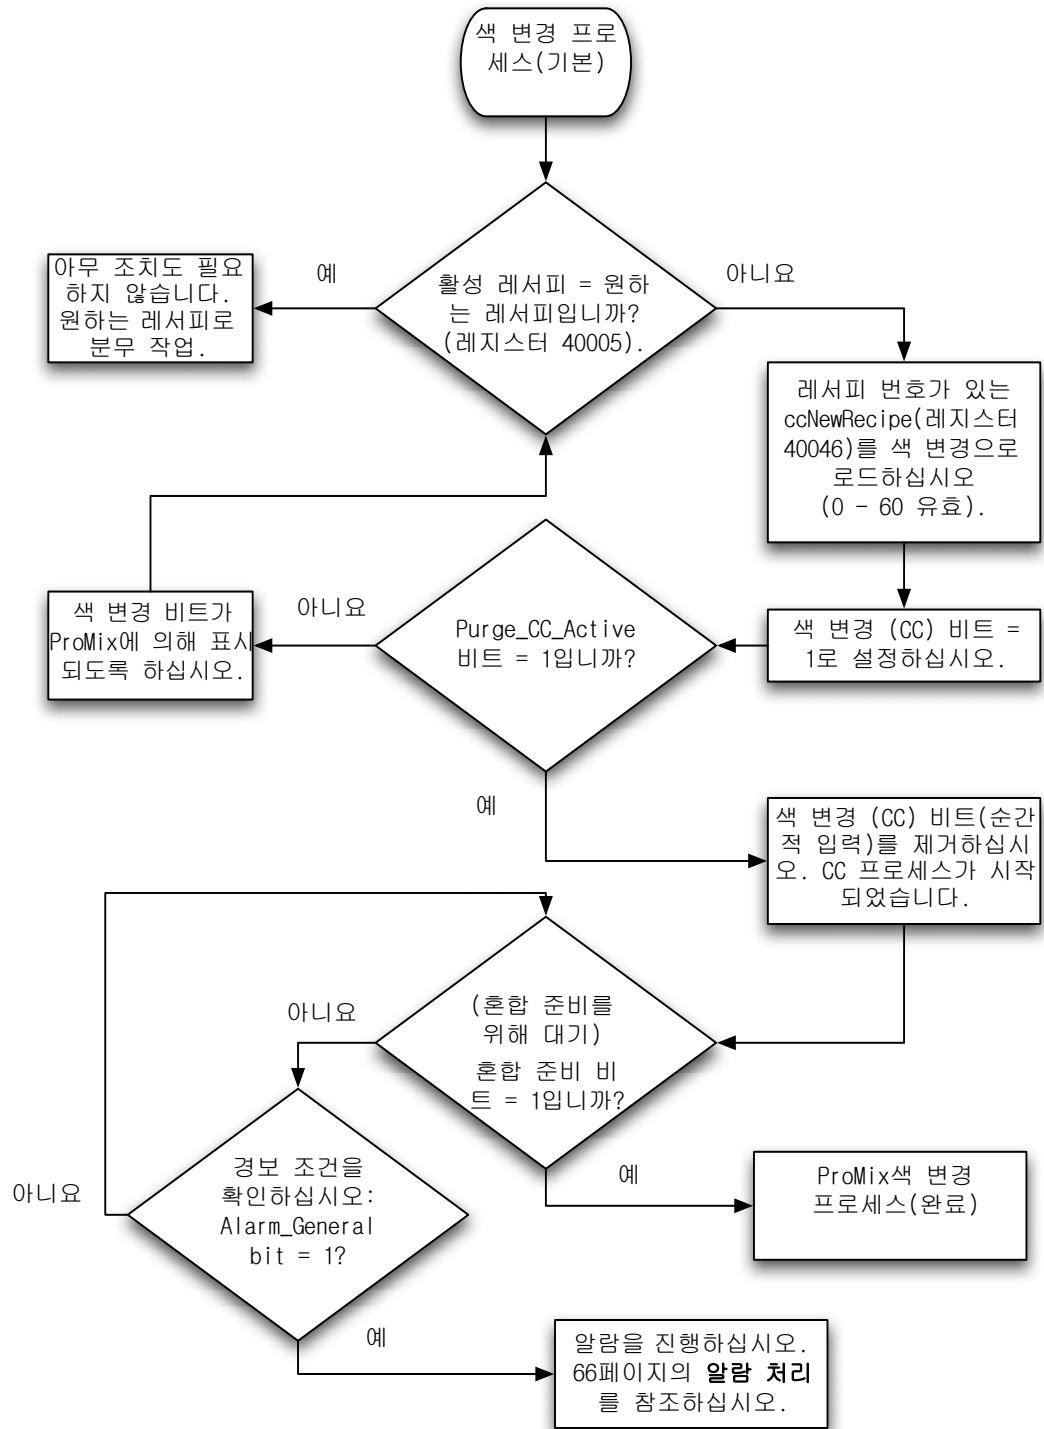 색 변경 프로
세스(기본)
활성 레서피 = 원하
는 레서피입니까?
(레지스터 40005).
예
아니요
아무 조치도 필요
하지 않습니다.
원하는 레서피로
분무 작업.
레서피 번호가 있는
ccNewRecipe(레지스터
40046)를 색 변경으로
로드하십시오
(0 - 60 유효).
색 변경 (CC) 비트 =
1로 설정하십시오.
Purge_CC_Active
비트 = 1입니까?
아니요
색 변경 비트가
ProMix에 의해 표시
되도록 하십시오.
예
색 변경 (CC) 비트(순간
적 입력)를 제거하십시
오. CC 프로세스가 시작
되었습니다.
(혼합 준비를
위해 대기)
혼합 준비 비
트 = 1입니까?
아니요
예
ProMix색 변경
프로세스(완료)
경보 조건을
확인하십시오:
Alarm_General
bit = 1?
아니요
예
알람을 진행하십시오.
66페이지의 알람 처리
를 참조하십시오.